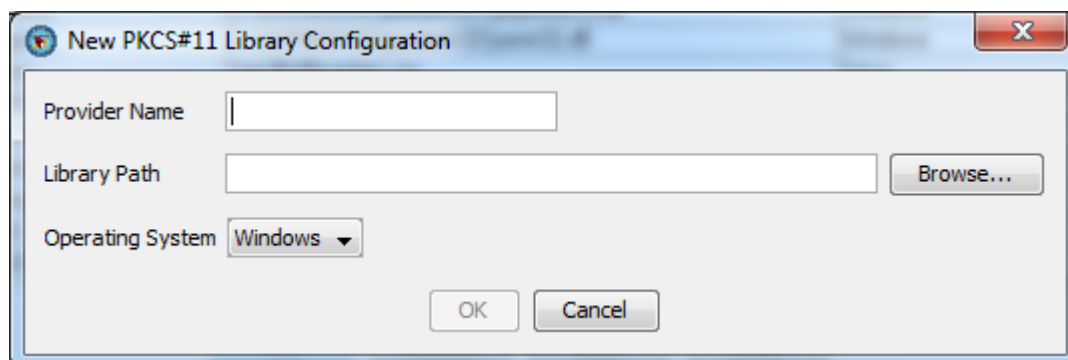 New PKCS#11 Library Configuration
Provider Name
Library Path Browse...
Operating System Windows
OK Cancel